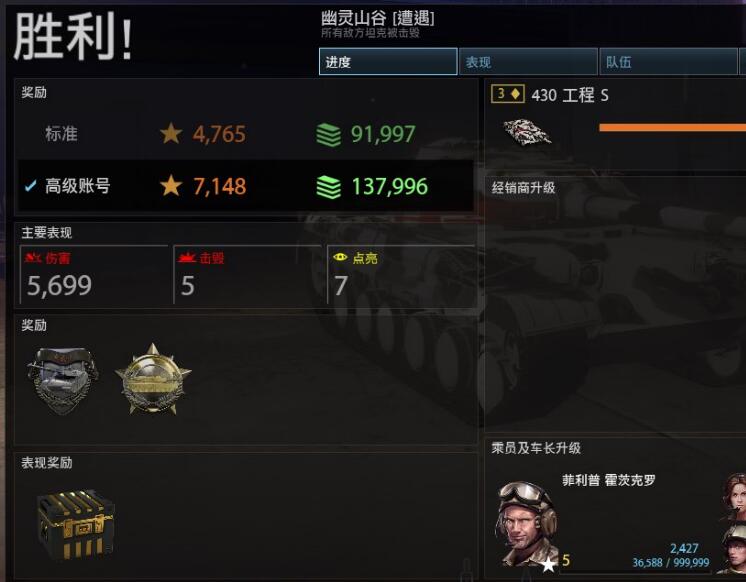 胜利!
幽灵山谷 [遭遇]
所有敌方坦克被击毁
进度 表现 队伍
奖励
标准 4,765 91,997
高级账号 7,148 137,996
主要表现
伤害 击毁 点亮
5,699 5 7
奖励
表现奖励
3 430 工程 S
经销商升级
乘员及车长升级
菲利普 霍茨克罗
5
2,427
36,588 / 999,999